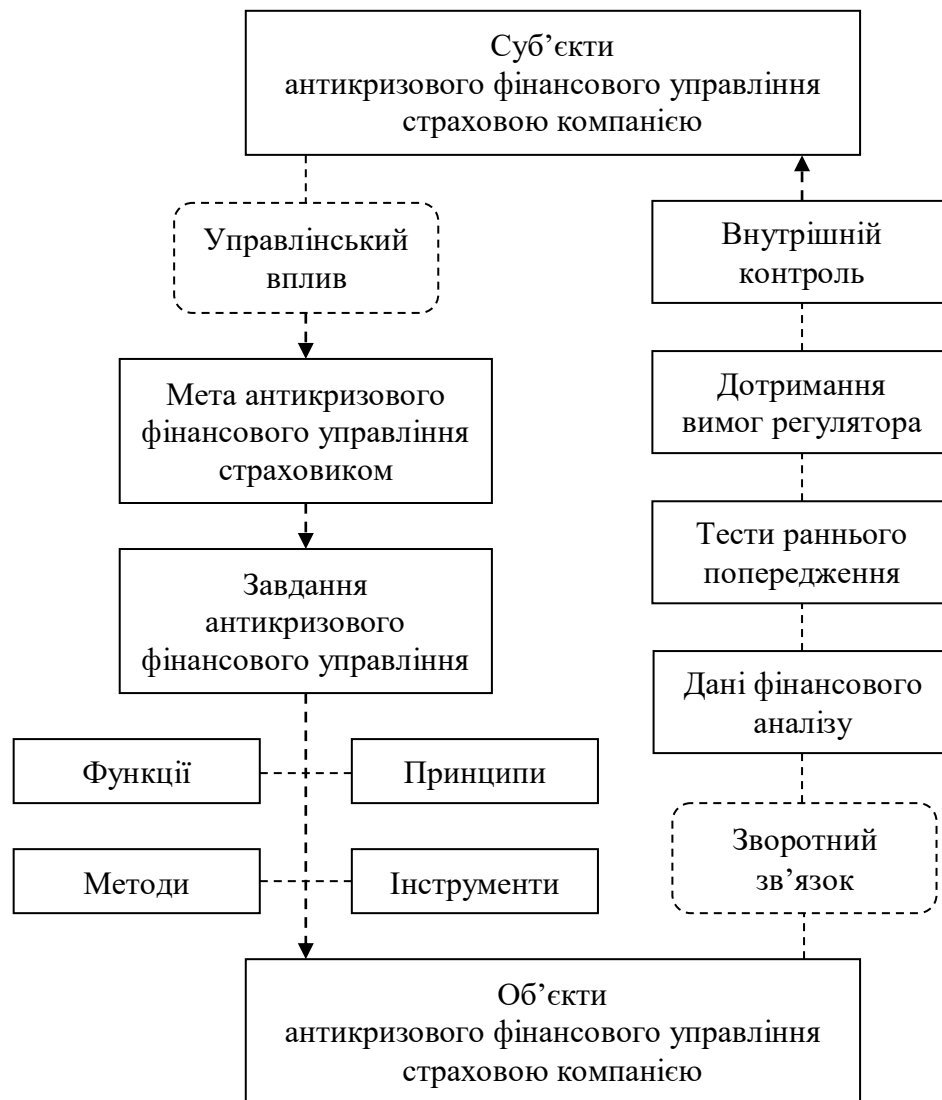 Суб’єкти
антикризового фінансового управління
страховою компанією
Управлінський
вплив
Внутрішній
контроль
Мета антикризового
фінансового управління
страховиком
Дотримання
вимог регулятора
Завдання
антикризового
фінансового управління
Тести раннього
попередження
Дані фінансового
аналізу
Функції
Принципи
Методи
Інструменти
Зворотний
зв’язок
Об’єкти
антикризового фінансового управління
страховою компанією